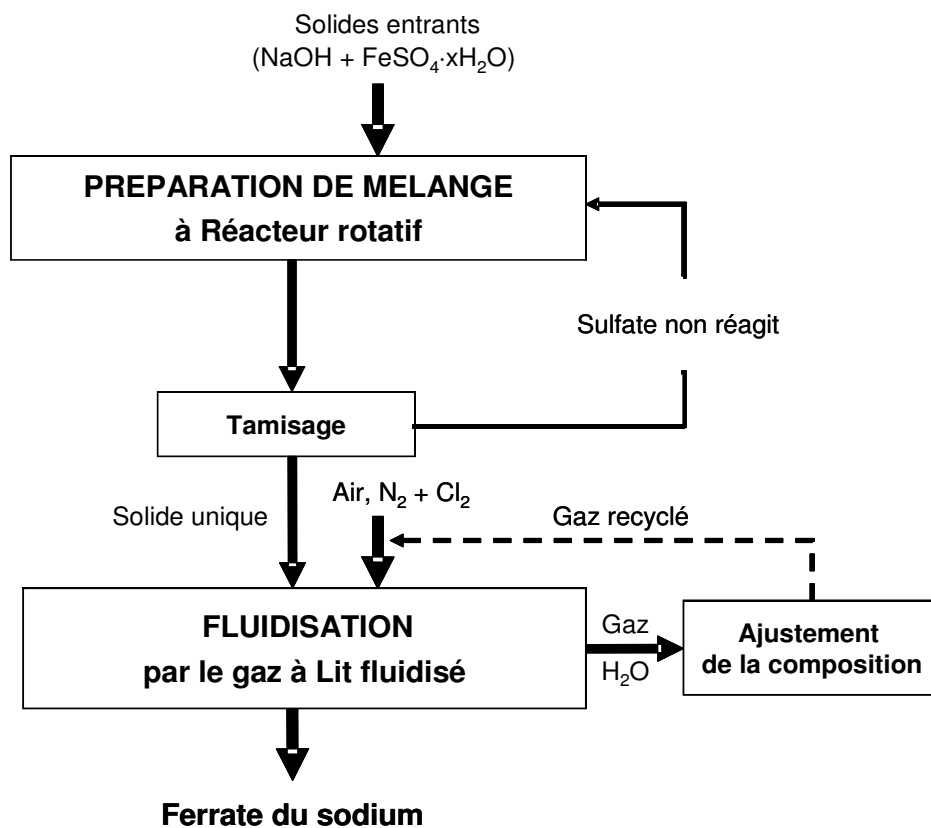 Solides entrants
(NaOH + FeSO₄·xH₂O)
PREPARATION DE MELANGE
à Réacteur rotatif
Sulfate non réagit
Tamisage
Air, N₂ + Cl₂
Solide unique
Gaz recyclé
FLUIDISATION
par le gaz à Lit fluidisé
Gaz
H₂O
Ajustement
de la composition
Ferrate du sodium